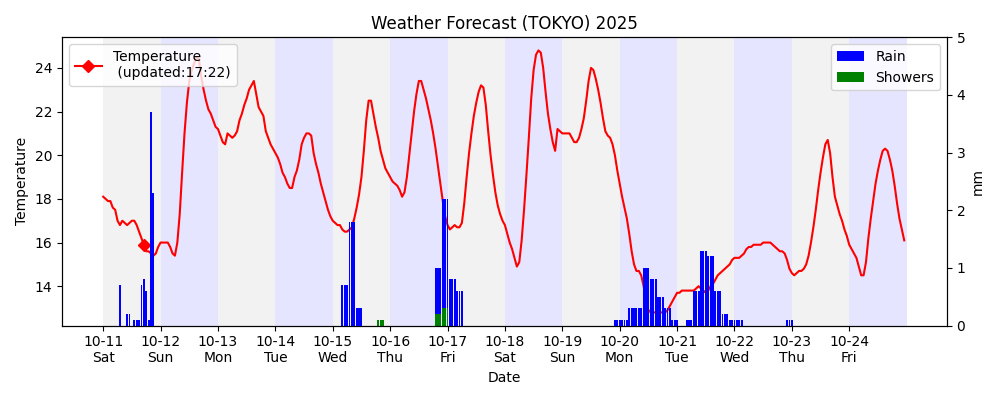 Weather Forecast (TOKYO) 2025
Temperature
(updated:17:22)
Rain
Showers
Temperature
24
22
20
18
16
14
5
4
3
2
1
0
mm
10-11 10-12 10-13 10-14 10-15 10-16 10-17 10-18 10-19 10-20 10-21 10-22 10-23 10-24
Sat Sun Mon Tue Wed Thu Fri Sat Sun Mon Tue Wed Thu Fri
Date